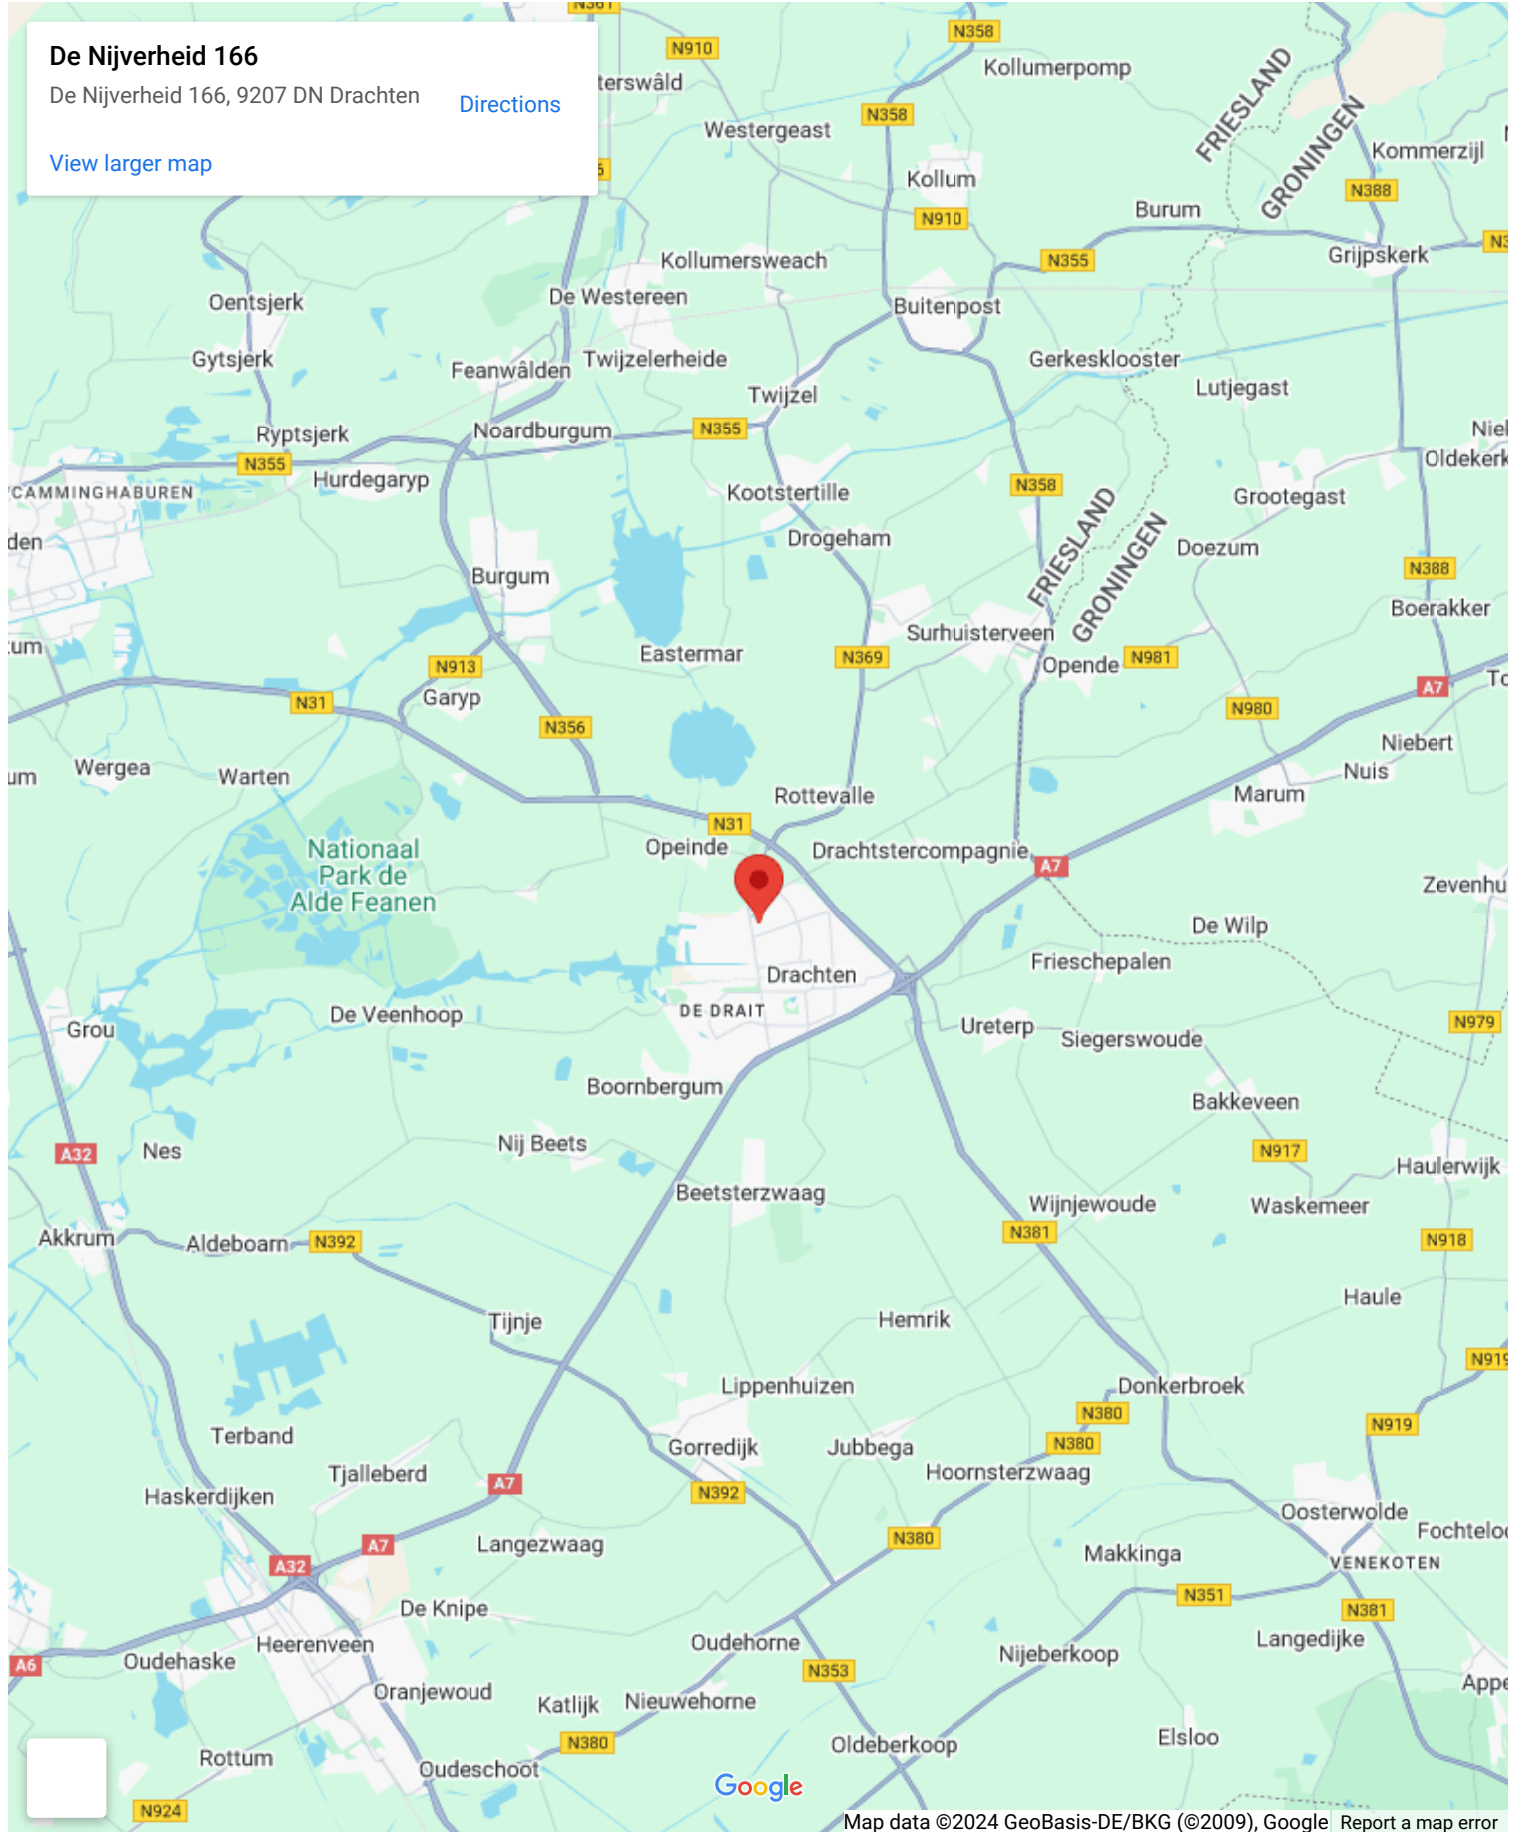 De Nijverheid 166
De Nijverheid 166, 9207 DN Drachten
Directions
View larger map
N361
N910
N358
Kollumerpomp
FRIESLAND
GRONINGEN
terswâld
Westergeast
N358
Kommerzijl
Kollum
N388
N910
Burum
N355
Grijpskerk
Kollumersweach
De Westereen
Oentsjerk
Buitenpost
Gytsjerk
Feanwâlden
Twijzelerheide
Gerkesklooster
Lutjegast
Twijzel
Ryptsjerk
Noardburgum
N355
N355
Hurdegaryp
Oldekerk
CAMMINGHABUREN
Kootstertille
N358
Grootegast
Drogeham
FRIESLAND
GRONINGEN
Doezum
den
Burgum
N388
Boerakker
Surhuisterveen
um
Eastermar
N369
Opende
N981
N913
Garyp
N31
N356
N980
A7
Niebert
Wergea
Warten
um
Nuis
Marum
Rottevalle
N31
Opeinde
Drachtstercompagnie
A7
Nationaal
Park de
Alde Feanen
Zevenhu
De Wilp
Frieschepalen
Drachten
DE DRAIT
De Veenhoop
Grou
Ureterp
Siegerswoude
N979
Boornbergum
Bakkeveen
Nij Beets
N917
A32
Nes
Haulerwijk
Beetsterzwaag
Wijnjewoude
Waskemeer
N381
N918
Akkrum
Aldeboarn
N392
Haule
Tijnje
Hemrik
N919
Lippenhuizen
Donkerbroek
N380
N919
Terband
Gorredijk
Jubbega
N380
Tjalleberd
Hoornsterzwaag
A7
N392
Haskerdijken
Oosterwolde
Fochteloo
N380
A7
Langezwaag
Makkinga
VENEKOTEN
A32
N351
De Knipe
N381
Heerenveen
Oudehorne
Langedijke
A6
Oudehaske
N353
Nijeberkoop
Appe
Oranjewoud
Katlijk
Nieuwehorne
N380
Oldeberkoop
Elsloo
Rottum
Oudeschoot
Google
N924
Map data ©2024 GeoBasis-DE/BKG (©2009), Google
Report a map error